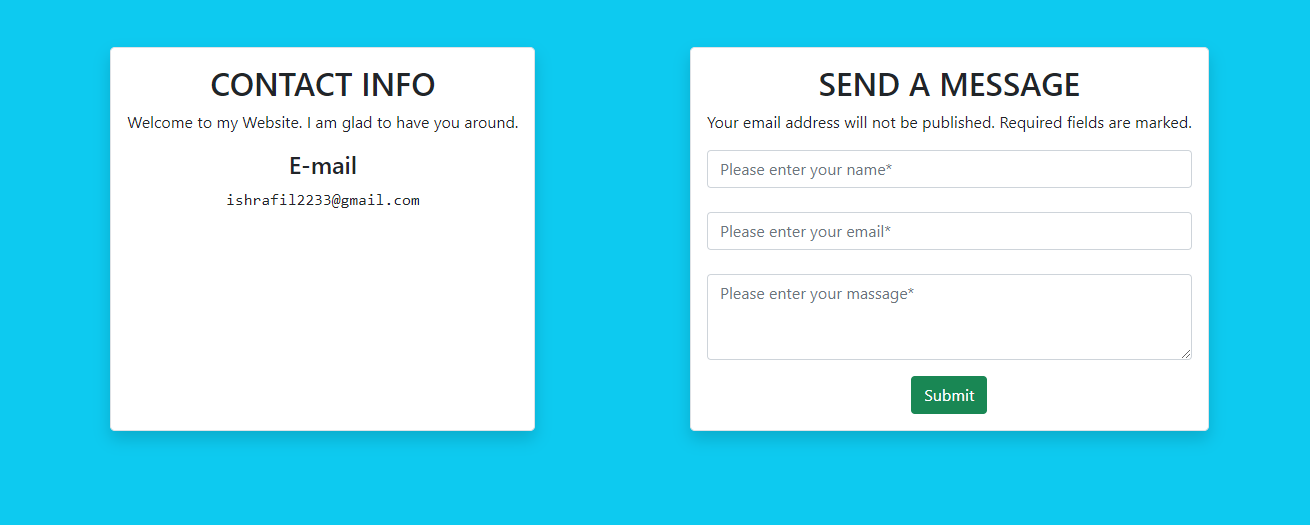 CONTACT INFO
Welcome to my Website. I am glad to have you around.
E-mail
ishrafil2233@gmail.com
SEND A MESSAGE
Your email address will not be published. Required fields are marked.
Please enter your name*
Please enter your email*
Please enter your massage*
Submit